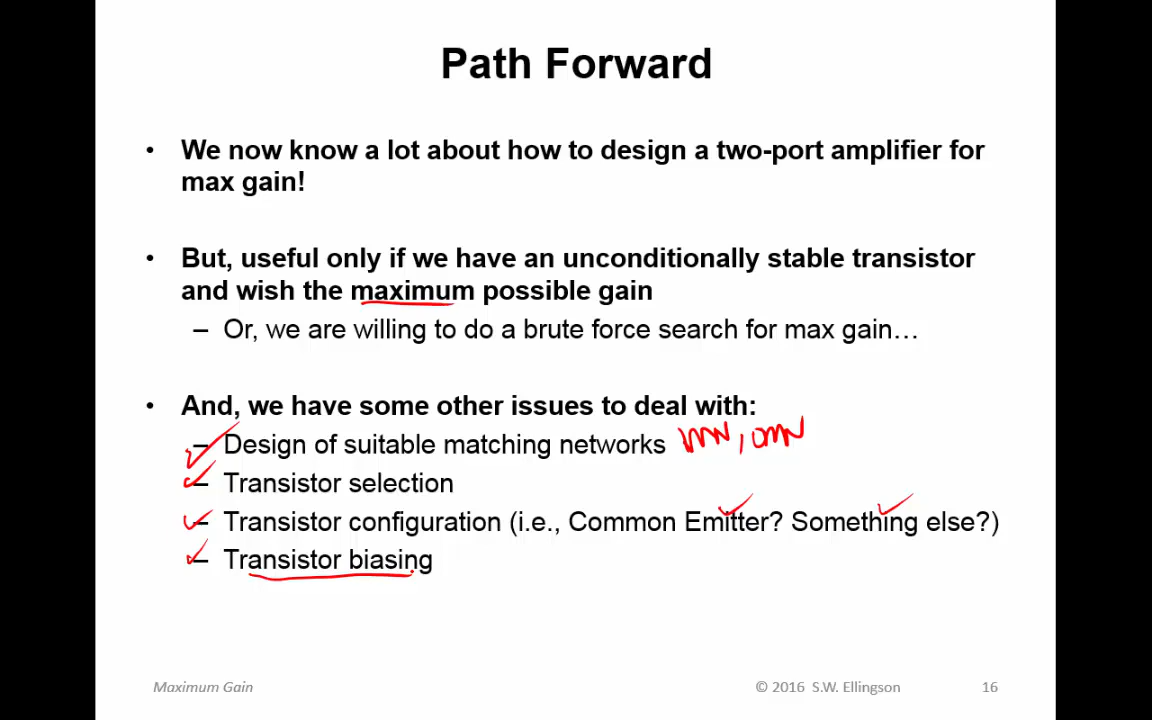 Path Forward
• We now know a lot about how to design a two-port amplifier for
max gain!
• But, useful only if we have an unconditionally stable transistor
and wish the maximum possible gain
– Or, we are willing to do a brute force search for max gain…
• And, we have some other issues to deal with:
– Design of suitable matching networks IMN, OMN
– Transistor selection
– Transistor configuration (i.e., Common Emitter? Something else?)
– Transistor biasing
Maximum Gain © 2016 S.W. Ellingson 16